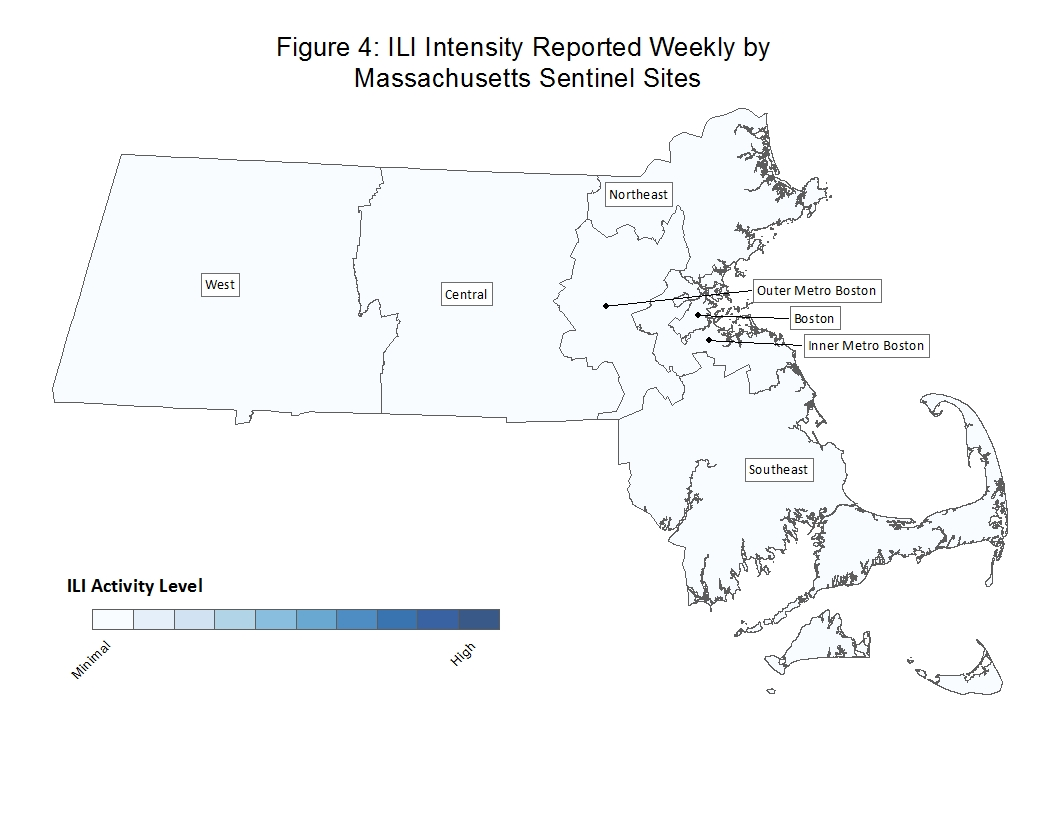 Figure 4: ILI Intensity Reported Weekly by
Massachusetts Sentinel Sites
Northeast
West
Central
Outer Metro Boston
Boston
Inner Metro Boston
Southeast
ILI Activity Level
Minimal
High